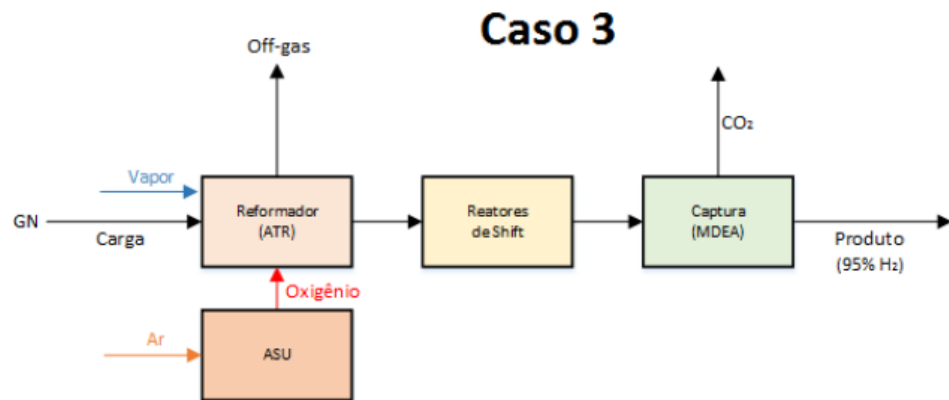 Caso 3
Off-gas
CO₂
Vapor
GN
Carga
Reformador
(ATR)
Reatores
de Shift
Captura
(MDEA)
Produto
(95% H₂)
Oxigênio
Ar
ASU